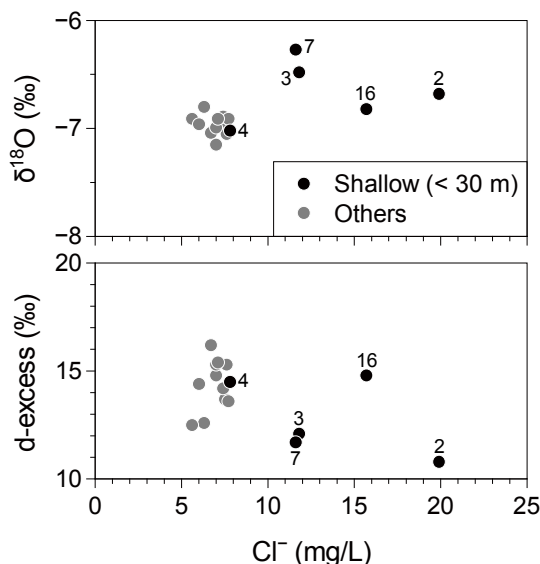 −6
7
3
16
2
−7
4
δ¹⁸O (‰)
Shallow (< 30 m)
Others
−8
20
16
15
4
d-excess (‰)
3
7
2
10
0 5 10 15 20 25
Cl⁻ (mg/L)